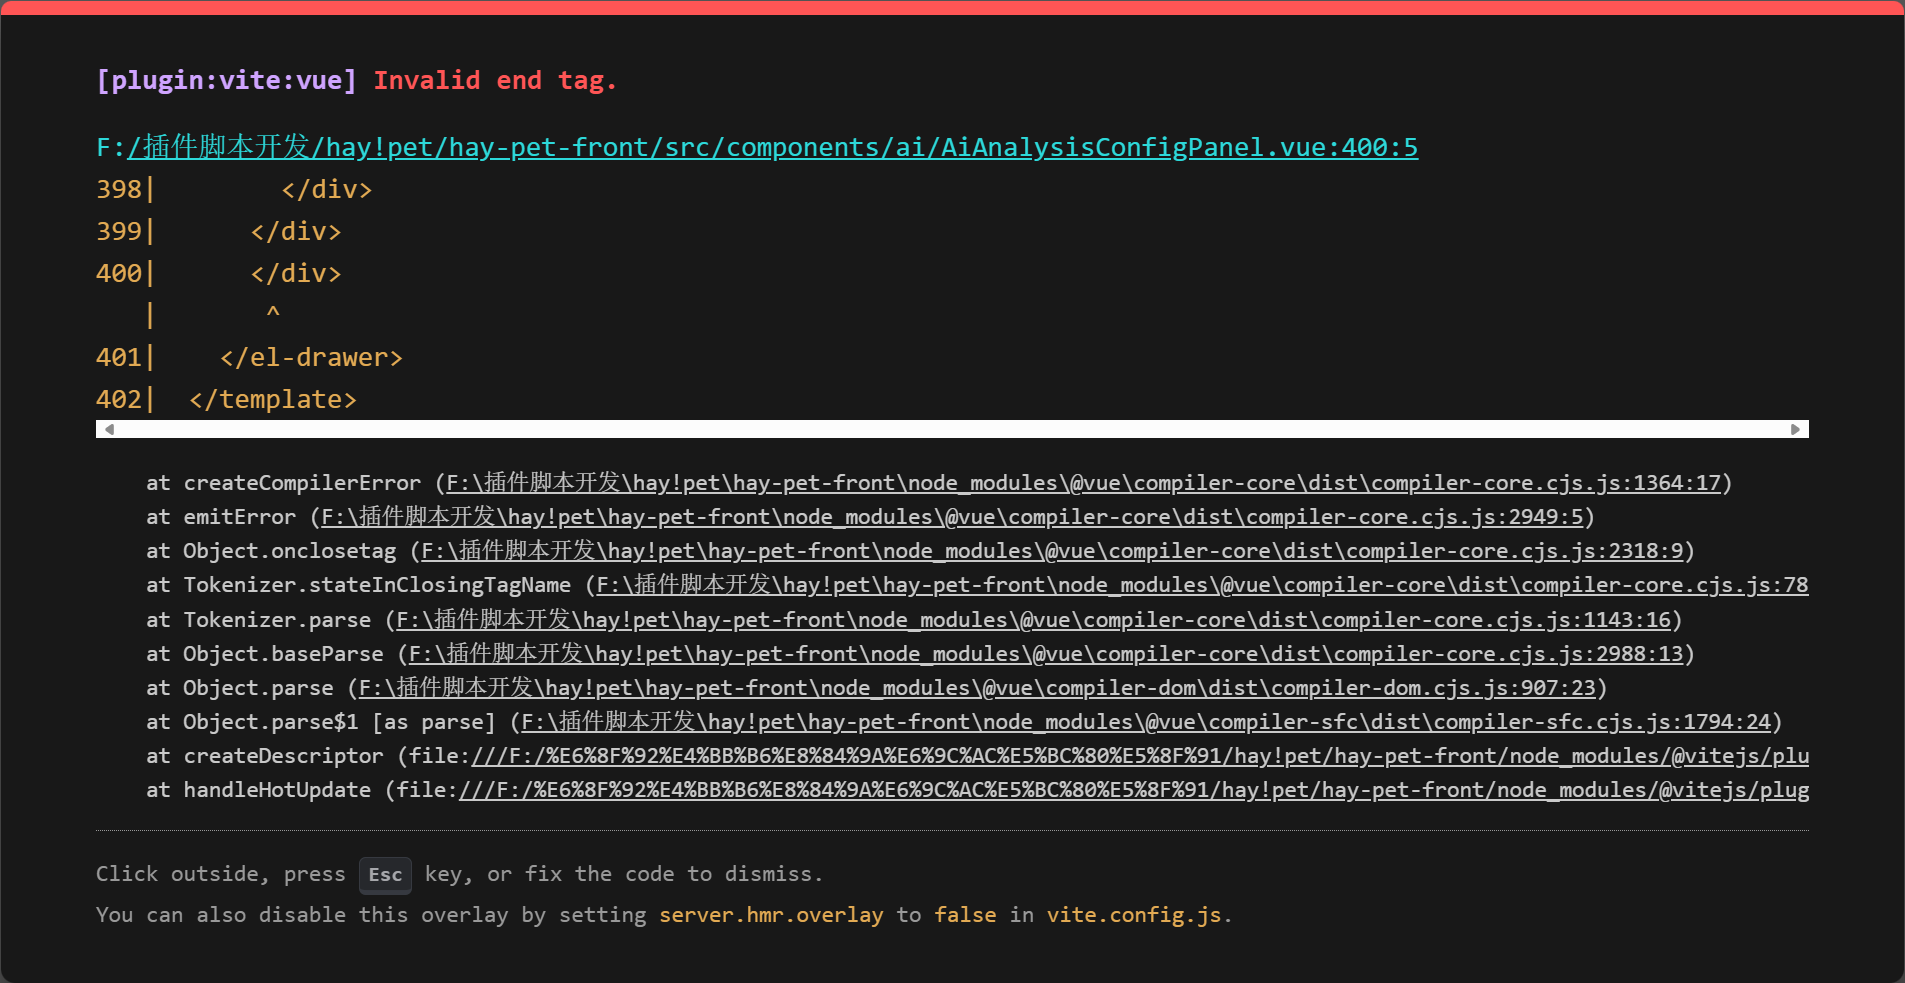 [plugin:vite:vue] Invalid end tag.
F:/插件脚本开发/hay!pet/hay-pet-front/src/components/ai/AiAnalysisConfigPanel.vue:400:5
398|        </div>
399|      </div>
400|      </div>
   |       ^
401|    </el-drawer>
402|  </template>
at createCompilerError (F:\插件脚本开发\hay!pet\hay-pet-front\node_modules\@vue\compiler-core\dist\compiler-core.cjs.js:1364:17)
at emitError (F:\插件脚本开发\hay!pet\hay-pet-front\node_modules\@vue\compiler-core\dist\compiler-core.cjs.js:2949:5)
at Object.onclosetag (F:\插件脚本开发\hay!pet\hay-pet-front\node_modules\@vue\compiler-core\dist\compiler-core.cjs.js:2318:9)
at Tokenizer.stateInClosingTagName (F:\插件脚本开发\hay!pet\hay-pet-front\node_modules\@vue\compiler-core\dist\compiler-core.cjs.js:78
at Tokenizer.parse (F:\插件脚本开发\hay!pet\hay-pet-front\node_modules\@vue\compiler-core\dist\compiler-core.cjs.js:1143:16)
at Object.baseParse (F:\插件脚本开发\hay!pet\hay-pet-front\node_modules\@vue\compiler-core\dist\compiler-core.cjs.js:2988:13)
at Object.parse (F:\插件脚本开发\hay!pet\hay-pet-front\node_modules\@vue\compiler-dom\dist\compiler-dom.cjs.js:907:23)
at Object.parse$1 [as parse] (F:\插件脚本开发\hay!pet\hay-pet-front\node_modules\@vue\compiler-sfc\dist\compiler-sfc.cjs.js:1794:24)
at createDescriptor (file:///F:/%E6%8F%92%E4%BB%B6%E8%84%9A%E6%9C%AC%E5%BC%80%E5%8F%91/hay!pet/hay-pet-front/node_modules/@vitejs/plu
at handleHotUpdate (file:///F:/%E6%8F%92%E4%BB%B6%E8%84%9A%E6%9C%AC%E5%BC%80%E5%8F%91/hay!pet/hay-pet-front/node_modules/@vitejs/plug
Click outside, press Esc key, or fix the code to dismiss.
You can also disable this overlay by setting server.hmr.overlay to false in vite.config.js.